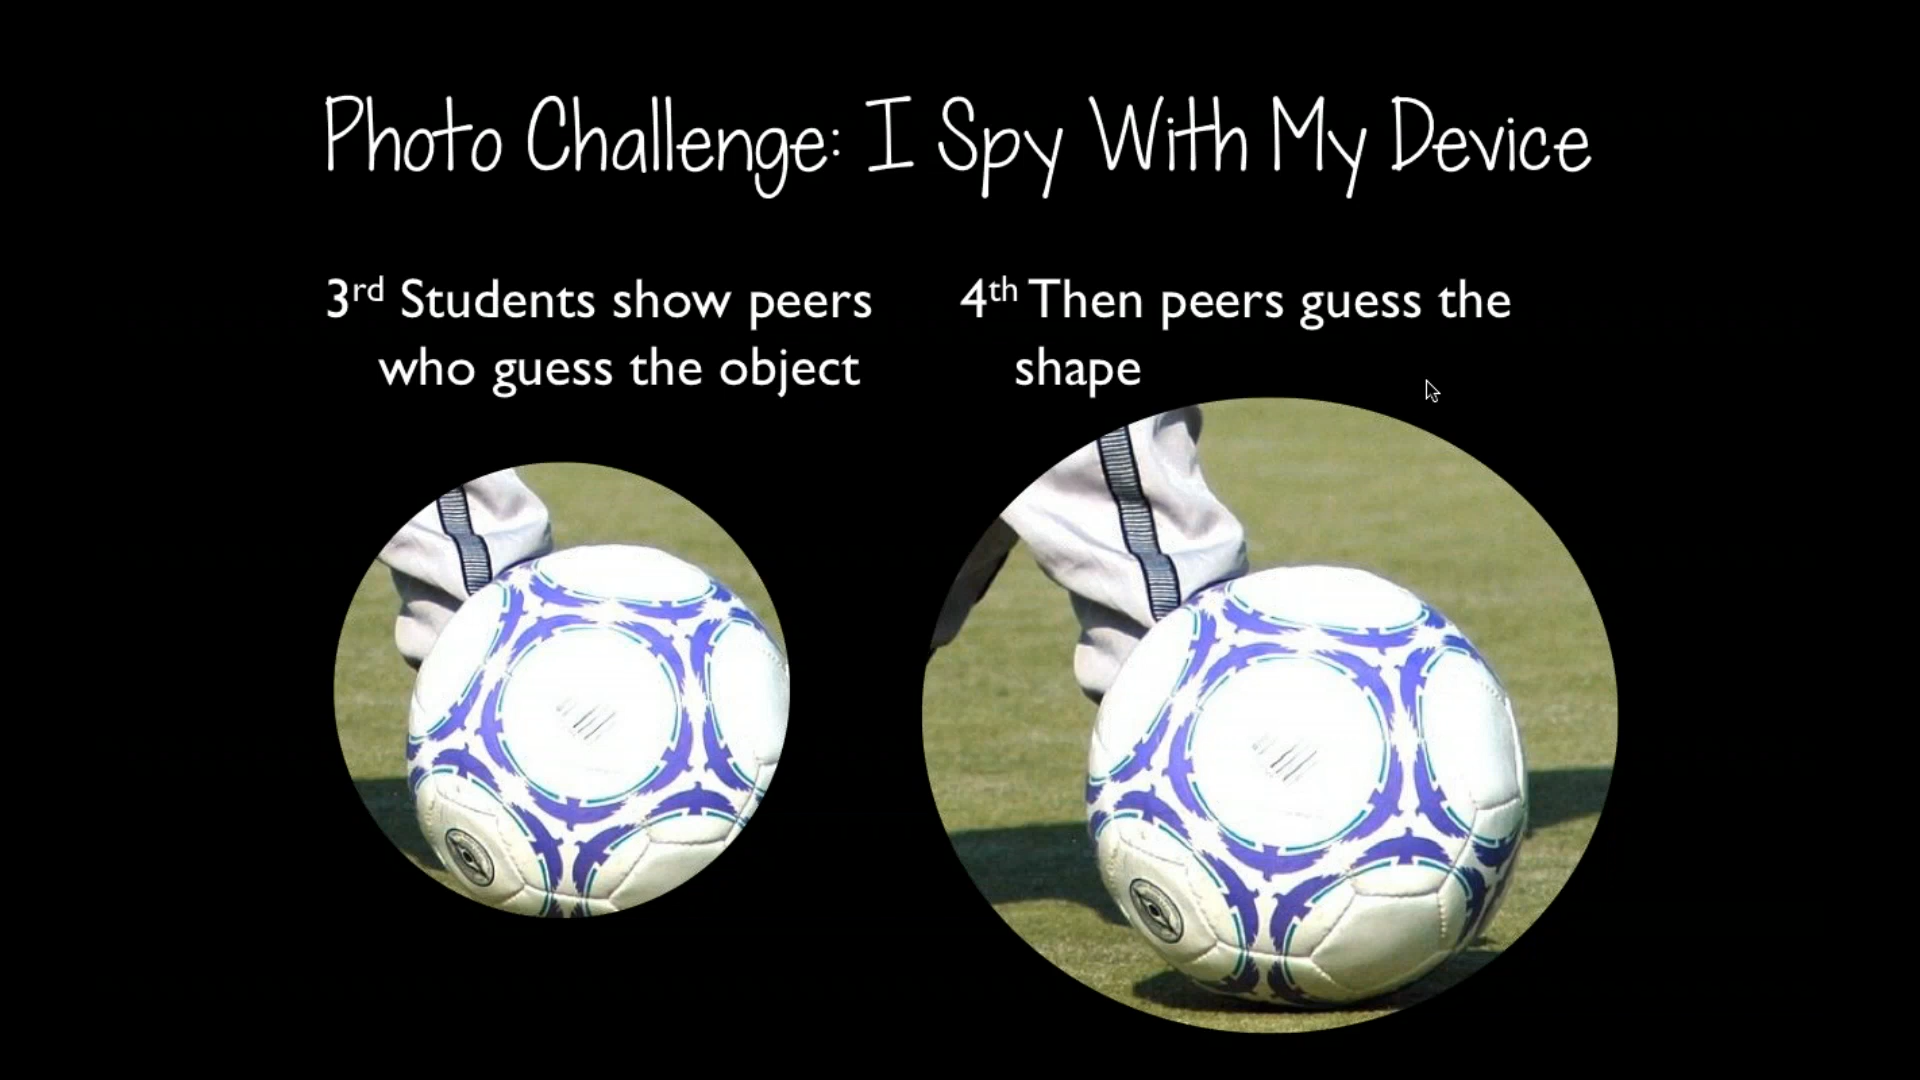 Photo Challenge: I Spy With My Device
3rd Students show peers
who guess the object
4th Then peers guess the
shape